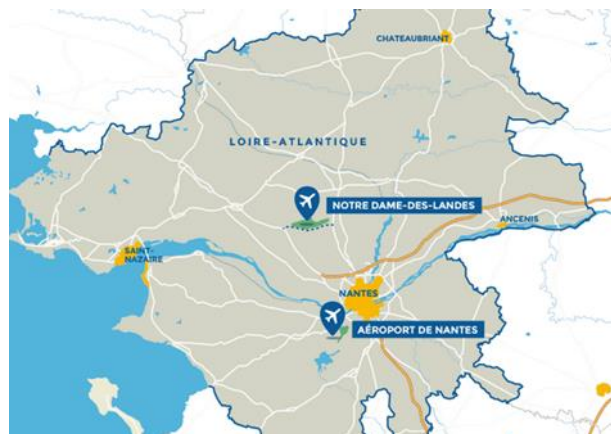 CHATEAUBRIANT
LOIRE-ATLANTIQUE
NOTRE DAME-DES-LANDES
ANCENIS
SAINT-
NAZAIRE
NANTES
AÉROPORT DE NANTES